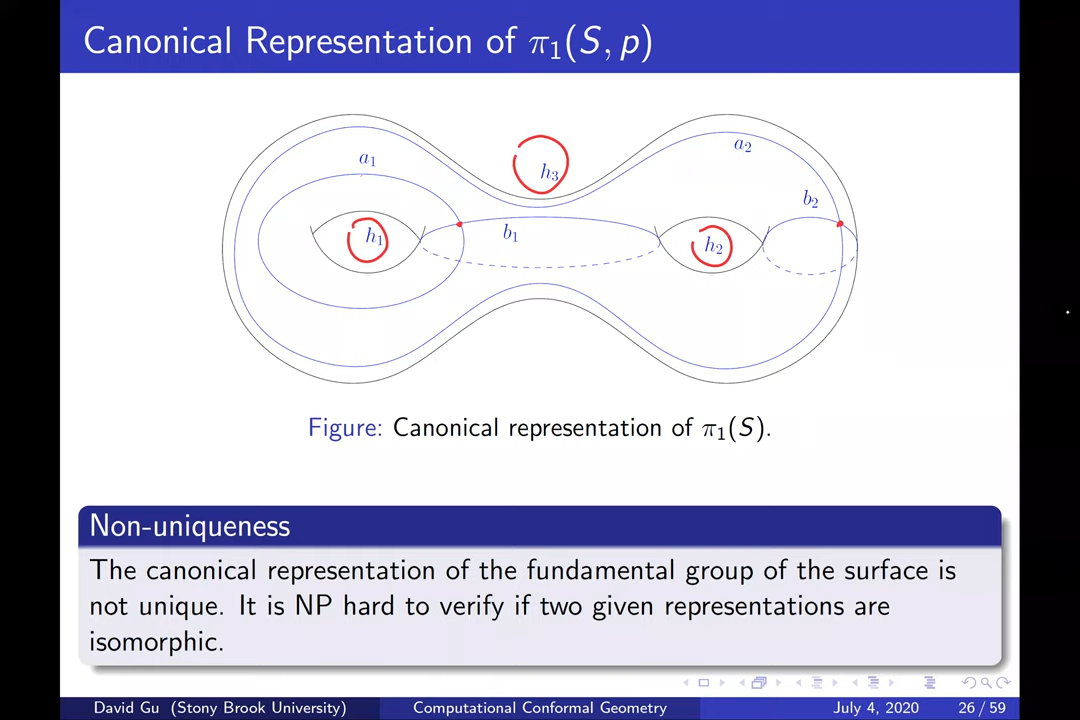 Canonical Representation of π₁(S, p)
a₁
h₃
a₂
b₂
h₁
b₁
h₂
Figure: Canonical representation of π₁(S).
Non-uniqueness
The canonical representation of the fundamental group of the surface is
not unique. It is NP hard to verify if two given representations are
isomorphic.
David Gu (Stony Brook University) Computational Conformal Geometry July 4, 2020 26 / 59